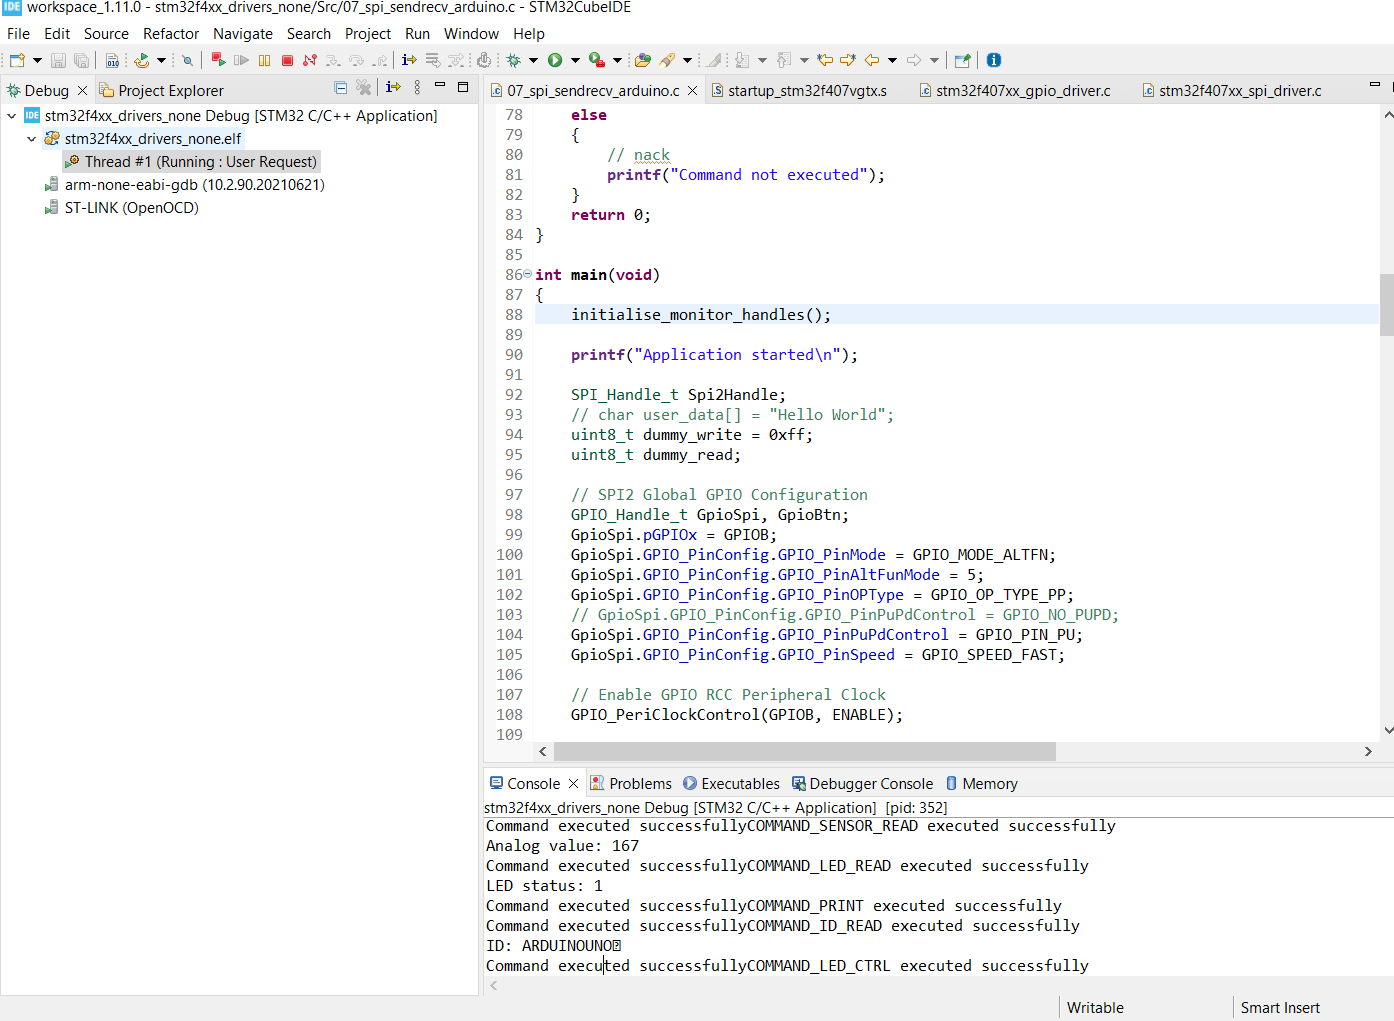 IDE workspace_1.11.0 - stm32f4xx_drivers_none/Src/07_spi_sendrecv_arduino.c - STM32CubeIDE
File Edit Source Refactor Navigate Search Project Run Window Help
Debug Project Explorer
IDE stm32f4xx_drivers_none Debug [STM32 C/C++ Application]
stm32f4xx_drivers_none.elf
Thread #1 (Running : User Request)
arm-none-eabi-gdb (10.2.90.20210621)
ST-LINK (OpenOCD)
07_spi_sendrecv_arduino.c startup_stm32f407vgtx.s stm32f407xx_gpio_driver.c stm32f407xx_spi_driver.c
78 else
79 {
80 // nack
81 printf("Command not executed");
82 }
83 return 0;
84 }
85
86 int main(void)
87 {
88 initialise_monitor_handles();
89
90 printf("Application started\n");
91
92 SPI_Handle_t Spi2Handle;
93 // char user_data[] = "Hello World";
94 uint8_t dummy_write = 0xff;
95 uint8_t dummy_read;
96
97 // SPI2 Global GPIO Configuration
98 GPIO_Handle_t GpioSpi, GpioBtn;
99 GpioSpi.pGPIOx = GPIOB;
100 GpioSpi.GPIO_PinConfig.GPIO_PinMode = GPIO_MODE_ALTFN;
101 GpioSpi.GPIO_PinConfig.GPIO_PinAltFunMode = 5;
102 GpioSpi.GPIO_PinConfig.GPIO_PinOPType = GPIO_OP_TYPE_PP;
103 // GpioSpi.GPIO_PinConfig.GPIO_PinPuPdControl = GPIO_NO_PUPD;
104 GpioSpi.GPIO_PinConfig.GPIO_PinPuPdControl = GPIO_PIN_PU;
105 GpioSpi.GPIO_PinConfig.GPIO_PinSpeed = GPIO_SPEED_FAST;
106
107 // Enable GPIO RCC Peripheral Clock
108 GPIO_PeriClockControl(GPIOB, ENABLE);
109
Console Problems Executables Debugger Console Memory
stm32f4xx_drivers_none Debug [STM32 C/C++ Application] [pid: 352]
Command executed successfullyCOMMAND_SENSOR_READ executed successfully
Analog value: 167
Command executed successfullyCOMMAND_LED_READ executed successfully
LED status: 1
Command executed successfullyCOMMAND_PRINT executed successfully
Command executed successfullyCOMMAND_ID_READ executed successfully
ID: ARDUINOUNO
Command executed successfullyCOMMAND_LED_CTRL executed successfully
Writable Smart Insert